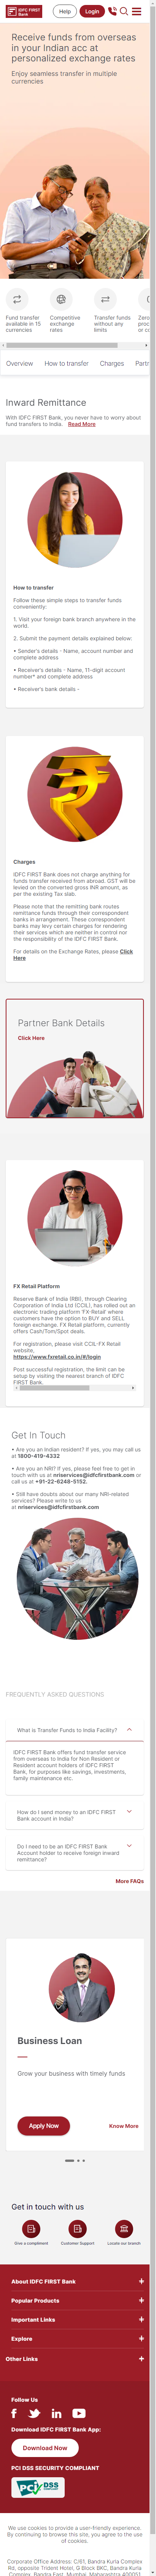 IDFC FIRST
Bank
Help
Login
Receive funds from overseas
in your Indian acc at
personalized exchange rates
Enjoy seamless transfer in multiple
currencies
Fund transfer
available in 15
currencies
Competitive
exchange
rates
Transfer funds
without any
limits
Zero
proc
or co
Overview How to transfer Charges Partn
Inward Remittance
With IDFC FIRST Bank, you never have to worry about
fund transfers to India. Read More
How to transfer
Follow these simple steps to transfer funds
conveniently:
1. Visit your foreign bank branch anywhere in the
world.
2. Submit the payment details explained below:
• Sender's details - Name, account number and
complete address
• Receiver's details - Name, 11-digit account
number* and complete address
• Receiver's bank details -
Charges
IDFC FIRST Bank does not charge anything for
funds transfer received from abroad. GST will be
levied on the converted gross INR amount, as
per the existing Tax slab.
Please note that the remitting bank routes
remittance funds through their correspondent
banks in arrangement. These correspondent
banks may levy certain charges for rendering
their services which are neither in control nor
the responsibility of the IDFC FIRST Bank.
For details on the Exchange Rates, please Click
Here
Partner Bank Details
Click Here
FX Retail Platform
Reserve Bank of India (RBI), through Clearing
Corporation of India Ltd (CCIL), has rolled out an
electronic trading platform 'FX-Retail' where
customers have the option to BUY and SELL
foreign exchange. FX Retail platform, currently
offers Cash/Tom/Spot deals.
For registration, please visit CCIL-FX Retail
website,
https://www.fxretail.co.in/#/login
Post successful registration, the client can be
setup by visiting the nearest branch of IDFC
FIRST Bank.
Get In Touch
• Are you an Indian resident? If yes, you may call us
at 1800-419-4332
• Are you an NRI? If yes, please feel free to get in
touch with us at nriservices@idfcfirstbank.com or
call us at +91-22-6248-5152.
• Still have doubts about our many NRI-related
services? Please write to us
at nriservices@idfcfirstbank.com
FREQUENTLY ASKED QUESTIONS
What is Transfer Funds to India Facility?
IDFC FIRST Bank offers fund transfer service
from overseas to India for Non Resident or
Resident account holders of IDFC FIRST
Bank, for purposes like savings, investments,
family maintenance etc.
How do I send money to an IDFC FIRST
Bank account in India?
Do I need to be an IDFC FIRST Bank
Account holder to receive foreign inward
remittance?
More FAQs
Business Loan
Grow your business with timely funds
Apply Now
Know More
Get in touch with us
Give a compliment
Customer Support
Locate our branch
About IDFC FIRST Bank
Popular Products
Important Links
Explore
Other Links
Follow Us
Download IDFC FIRST Bank App:
Download Now
PCI DSS SECURITY COMPLIANT
PCI DSS
We use cookies to provide a user-friendly experience.
By continuing to browse this site, you agree to the use
of cookies.
Corporate Office Address: C/61, Bandra Kurla Complex
Rd, opposite Trident Hotel, G Block BKC, Bandra Kurla
Complex, Bandra East, Mumbai, Maharashtra 400051,